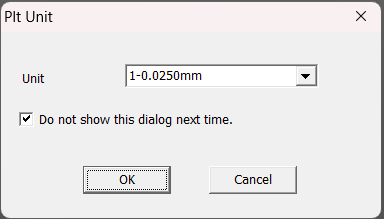 Plt Unit
Unit
1-0.0250mm
Do not show this dialog next time.
OK
Cancel